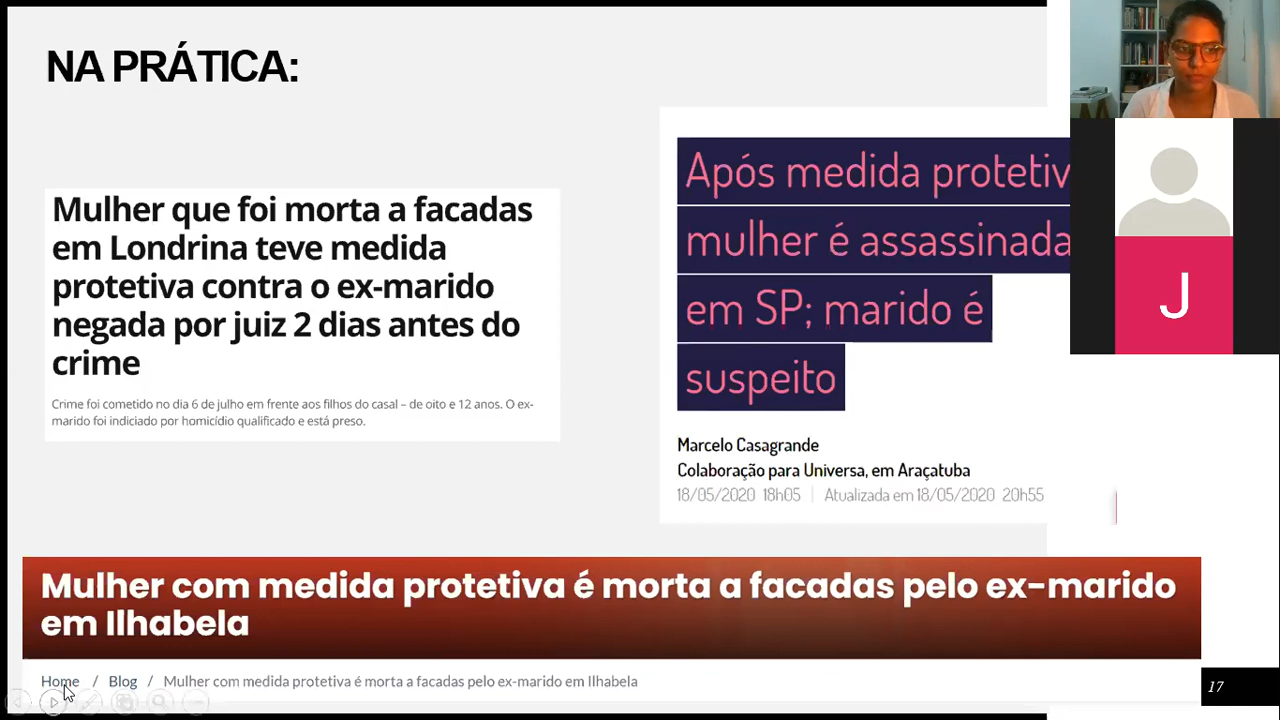 NA PRÁTICA:
Mulher que foi morta a facadas
em Londrina teve medida
protetiva contra o ex-marido
negada por juiz 2 dias antes do
crime
Crime foi cometido no dia 6 de julho em frente aos filhos do casal – de oito e 12 anos. O ex-
marido foi indiciado por homicídio qualificado e está preso.
Após medida protetiv
mulher é assassinada
em SP; marido é
suspeito
Marcelo Casagrande
Colaboração para Universa, em Araçatuba
18/05/2020 18h05 | Atualizada em 18/05/2020 20h55
J
Mulher com medida protetiva é morta a facadas pelo ex-marido
em Ilhabela
Home / Blog / Mulher com medida protetiva é morta a facadas pelo ex-marido em Ilhabela
17